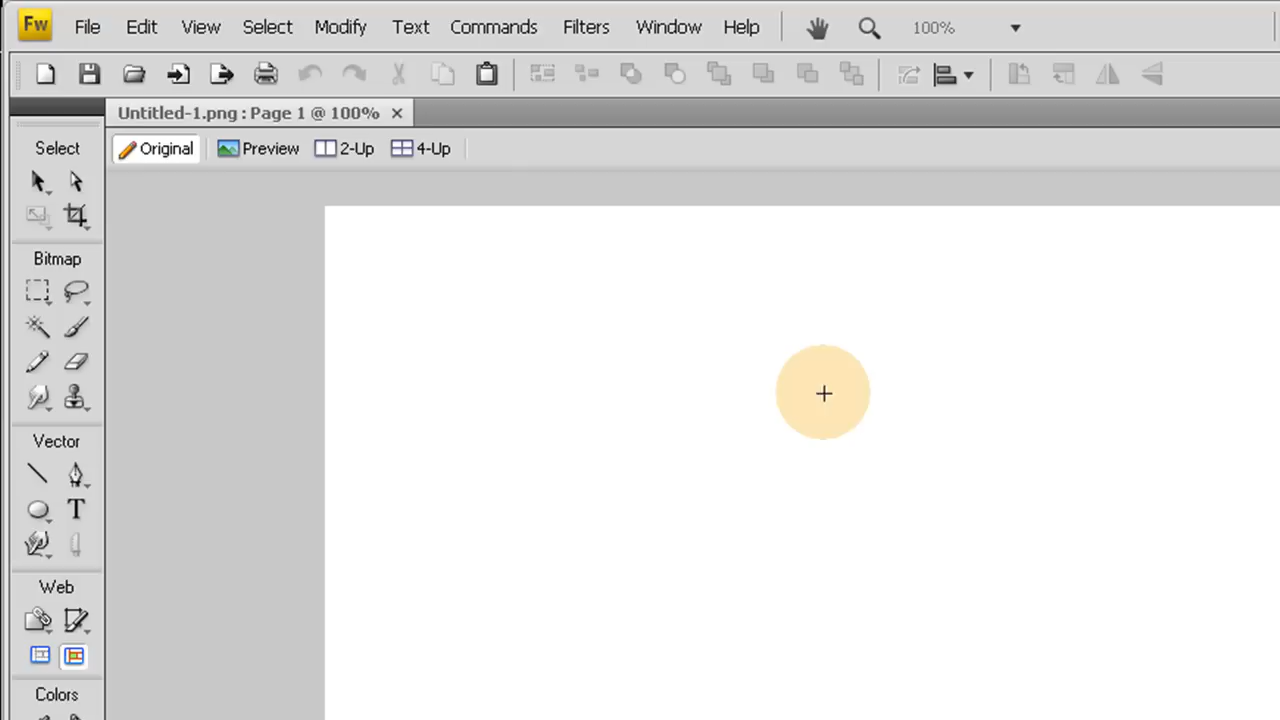 Fw File Edit View Select Modify Text Commands Filters Window Help 100%
Untitled-1.png : Page 1 @ 100%
Original Preview 2-Up 4-Up
Select
Bitmap
Vector
T
Web
Colors